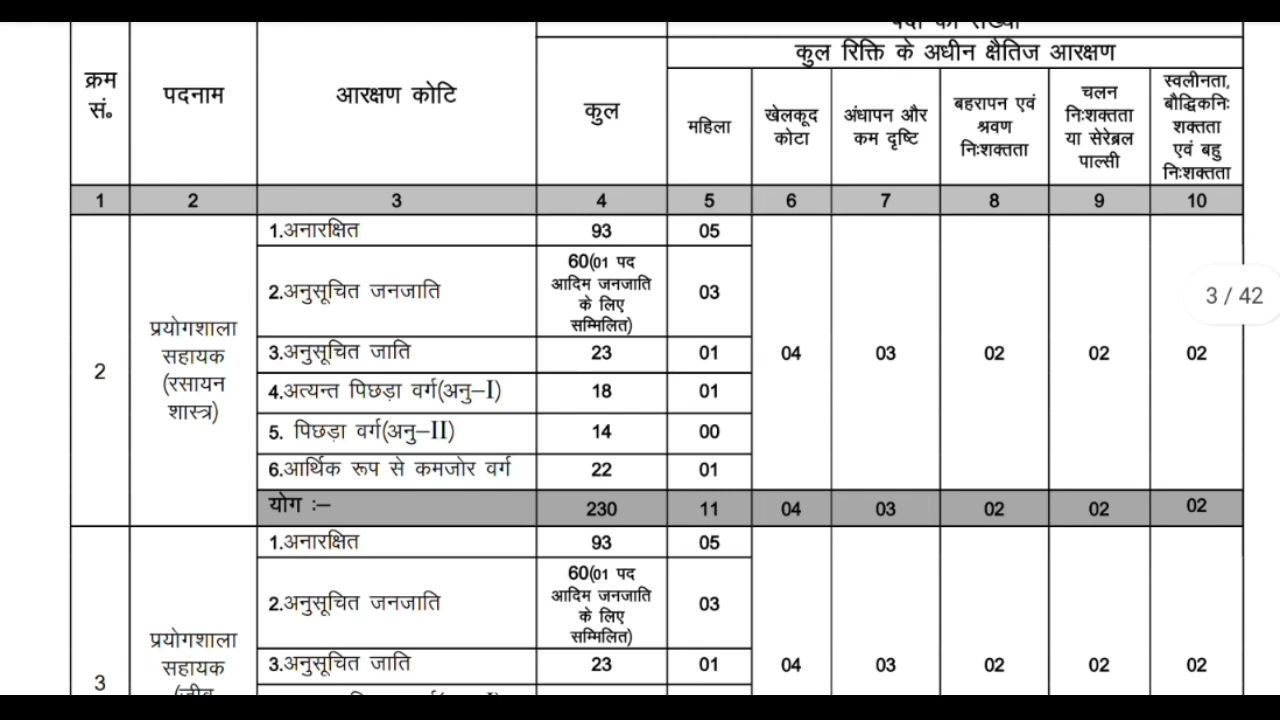 पदों की संख्या
कुल रिक्ति के अधीन क्षैतिज आरक्षण
क्रम सं॰ पदनाम आरक्षण कोटि कुल महिला खेलकूद कोटा अंधापन और कम दृष्टि बहरापन एवं श्रवण निःशक्तता चलन निःशक्तता या सेरेब्रल पाल्सी स्वलीनता, बौद्धिकनिःशक्तता एवं बहु निःशक्तता
1 2 3 4 5 6 7 8 9 10
2 प्रयोगशाला सहायक (रसायन शास्त्र)
1.अनारक्षित 93 05
2.अनुसूचित जनजाति 60(01 पद आदिम जनजाति के लिए सम्मिलित) 03
3.अनुसूचित जाति 23 01 04 03 02 02 02
4.अत्यन्त पिछड़ा वर्ग(अनु–I) 18 01
5. पिछड़ा वर्ग(अनु–II) 14 00
6.आर्थिक रूप से कमजोर वर्ग 22 01
योग :– 230 11 04 03 02 02 02
3 प्रयोगशाला सहायक
1.अनारक्षित 93 05
2.अनुसूचित जनजाति 60(01 पद आदिम जनजाति के लिए सम्मिलित) 03
3.अनुसूचित जाति 23 01 04 03 02 02 02
3 / 42